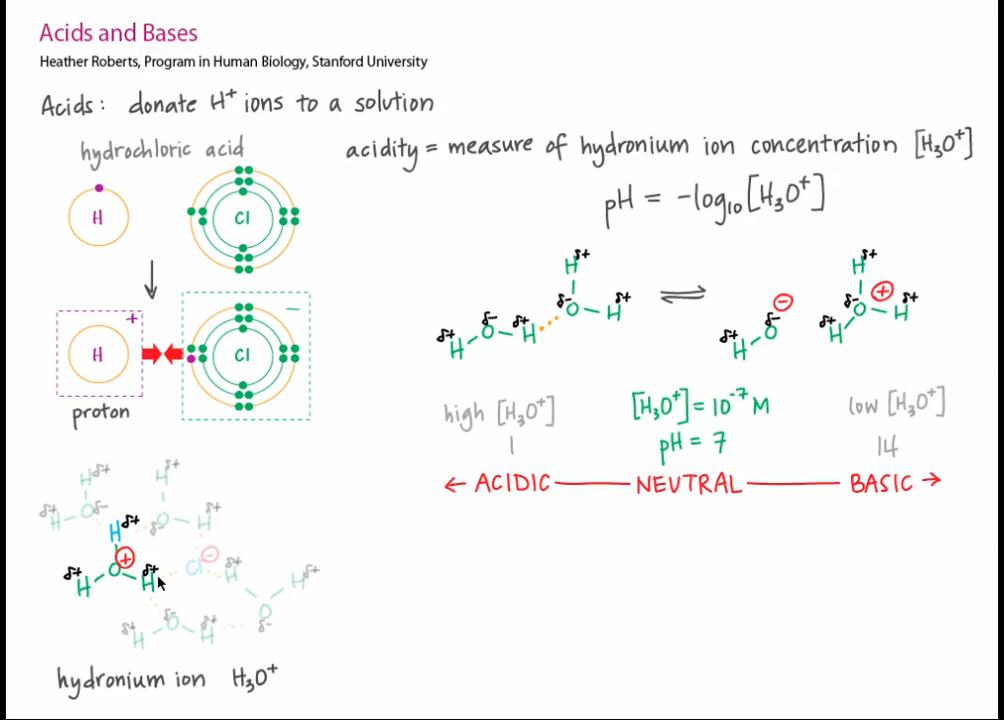 Acids and Bases
Heather Roberts, Program in Human Biology, Stanford University
Acids: donate H⁺ ions to a solution
hydrochloric acid
acidity = measure of hydronium ion concentration [H₃O⁺]
pH = -log₁₀[H₃O⁺]
H Cl
H + Cl −
proton
δ+ H - O δ- - H δ+ O δ- H δ+ H δ+ ⇌ H δ+ O δ- − H δ+ O δ- + H δ+ H δ+
high [H₃O⁺] [H₃O⁺] = 10⁻⁷ M low [H₃O⁺]
1 pH = 7 14
← ACIDIC — NEUTRAL — BASIC →
H δ+ H δ+
δ+ H O δ- H δ+ O δ- H δ+
δ+ H O + H δ+ Cl − H δ+ H δ+
δ+ H O δ- H δ+ O δ-
hydronium ion H₃O⁺